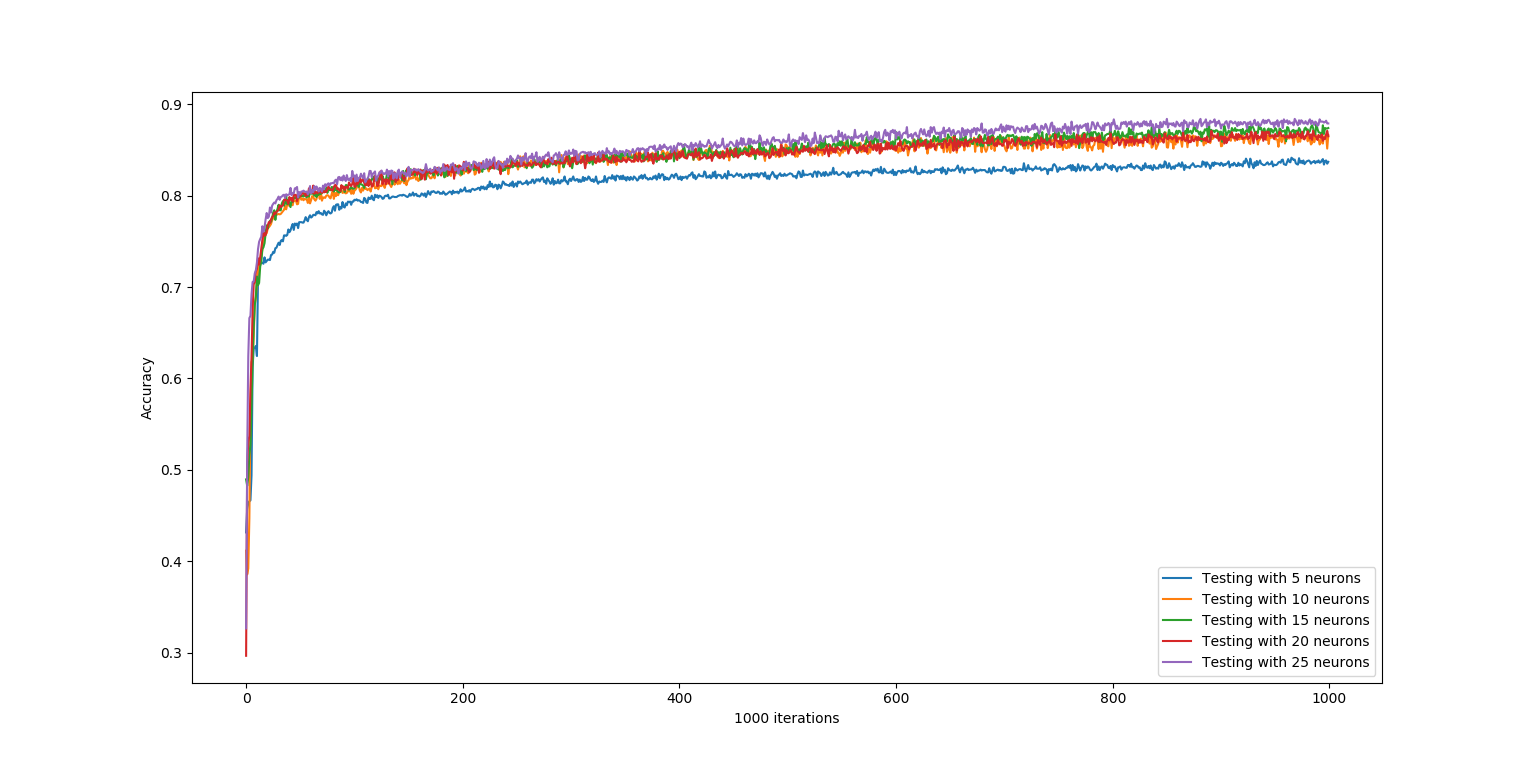 0.9
0.8
0.7
0.6
0.5
0.4
0.3
Accuracy
0 200 400 600 800 1000
1000 iterations
Testing with 5 neurons
Testing with 10 neurons
Testing with 15 neurons
Testing with 20 neurons
Testing with 25 neurons